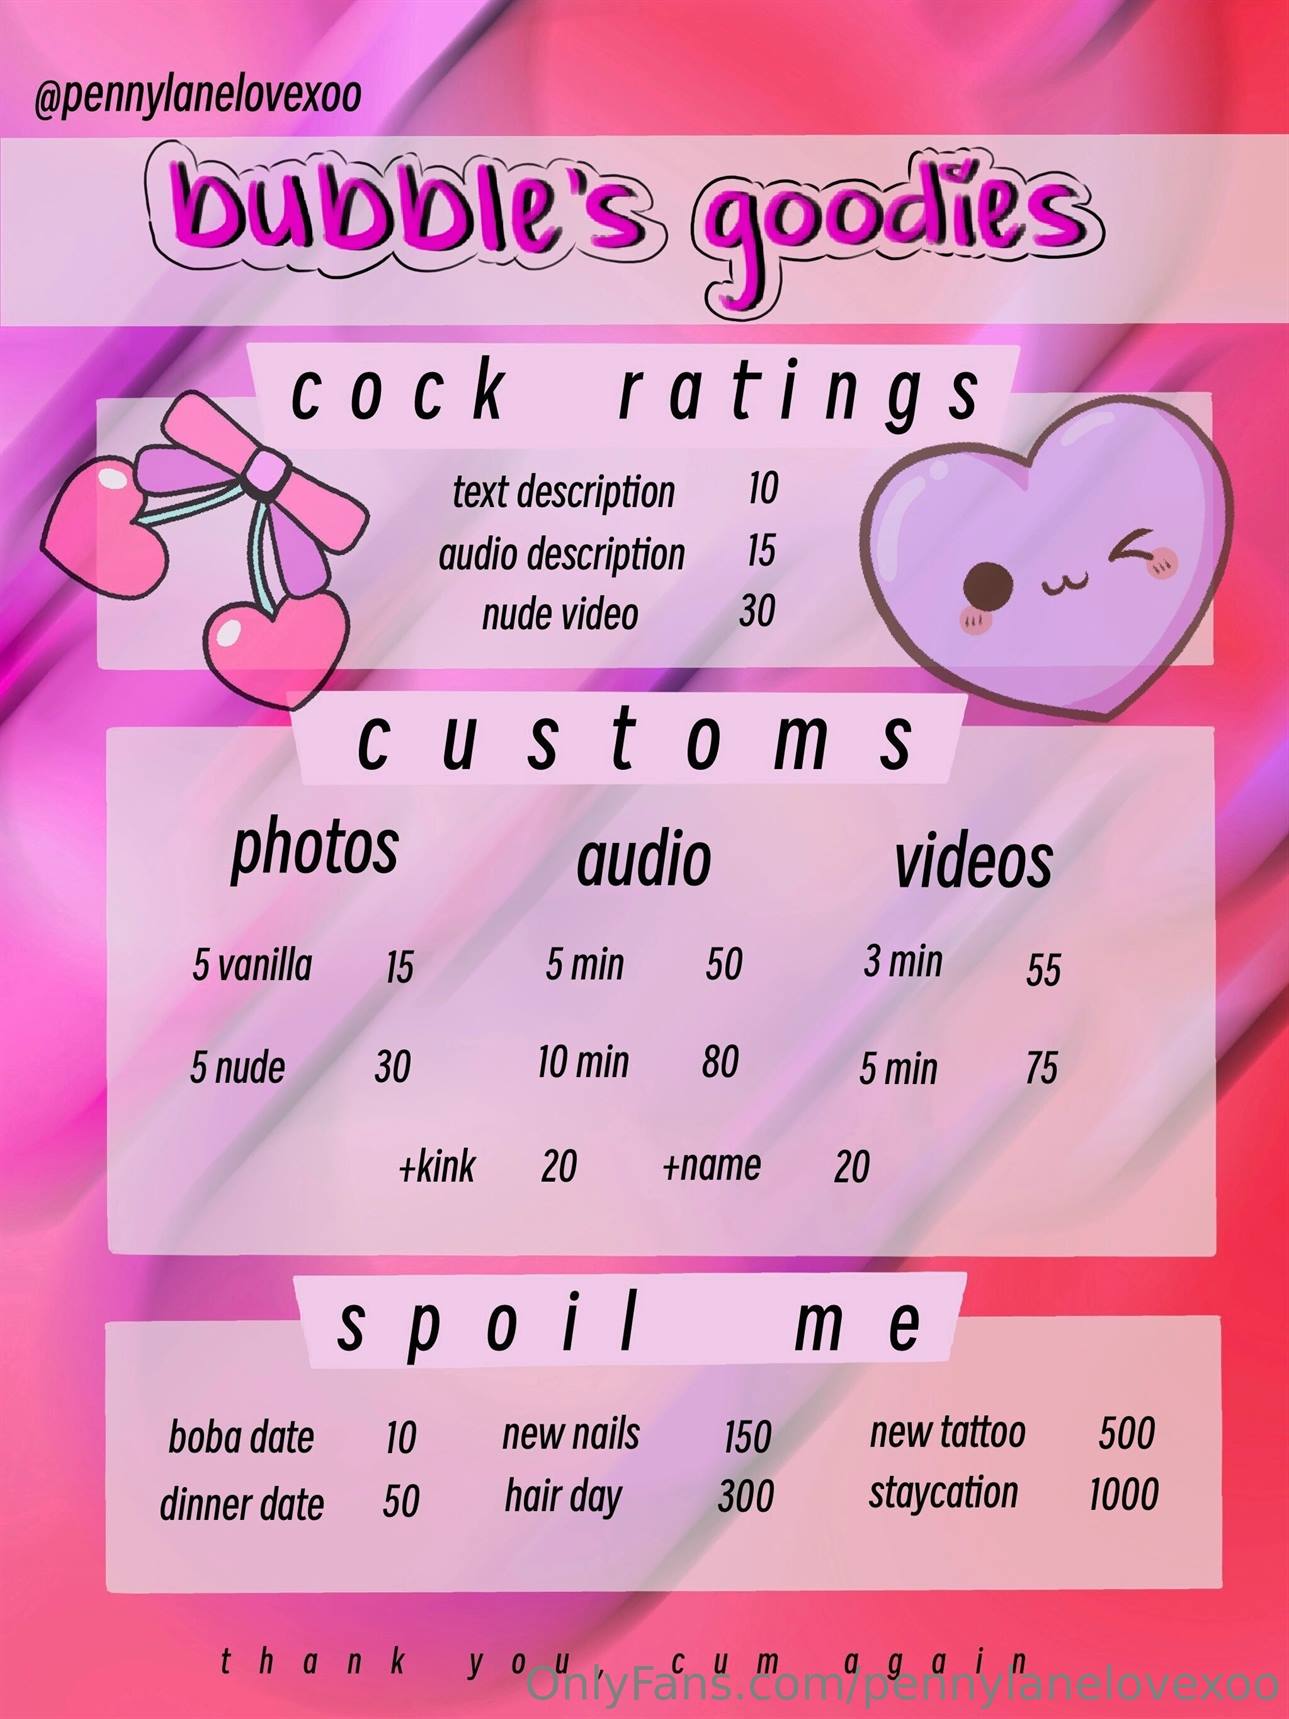 @pennylanelovexoo
bubble's goodies
cock ratings
text description 10
audio description 15
nude video 30
customs
photos audio videos
5 vanilla 15 5 min 50 3 min 55
5 nude 30 10 min 80 5 min 75
+kink 20 +name 20
spoil me
boba date 10 new nails 150 new tattoo 500
dinner date 50 hair day 300 staycation 1000
thank you, cum again
OnlyFans.com/pennylanelovexoo